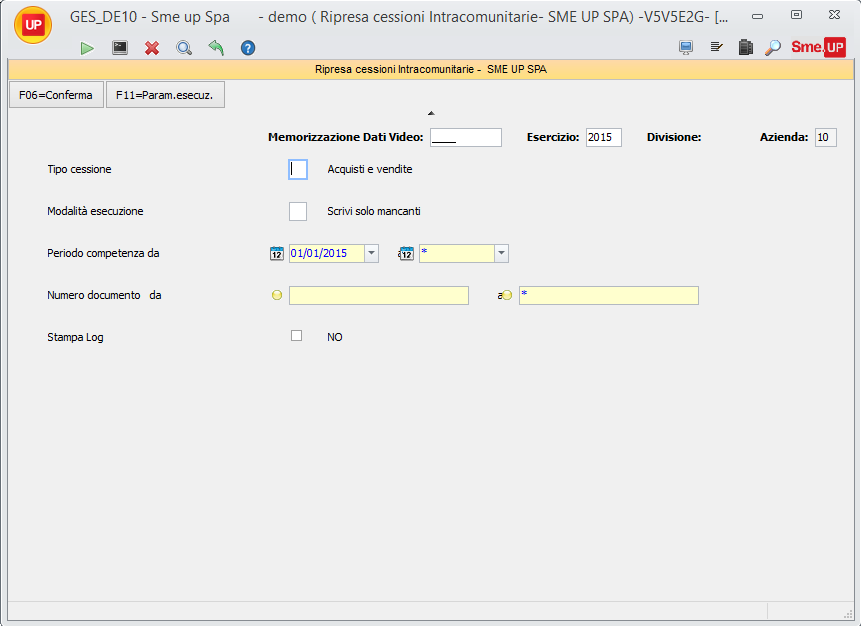 UP GES_DE10 - Sme up Spa - demo ( Ripresa cessioni Intracomunitarie- SME UP SPA) -V5V5E2G- [...
Sme.UP
Ripresa cessioni Intracomunitarie - SME UP SPA
F06=Conferma F11=Param.esecuz.
Memorizzazione Dati Video: ____ Esercizio: 2015 Divisione: Azienda: 10
Tipo cessione Acquisti e vendite
Modalità esecuzione Scrivi solo mancanti
Periodo competenza da 12 01/01/2015 a 12 *
Numero documento da a *
Stampa Log NO